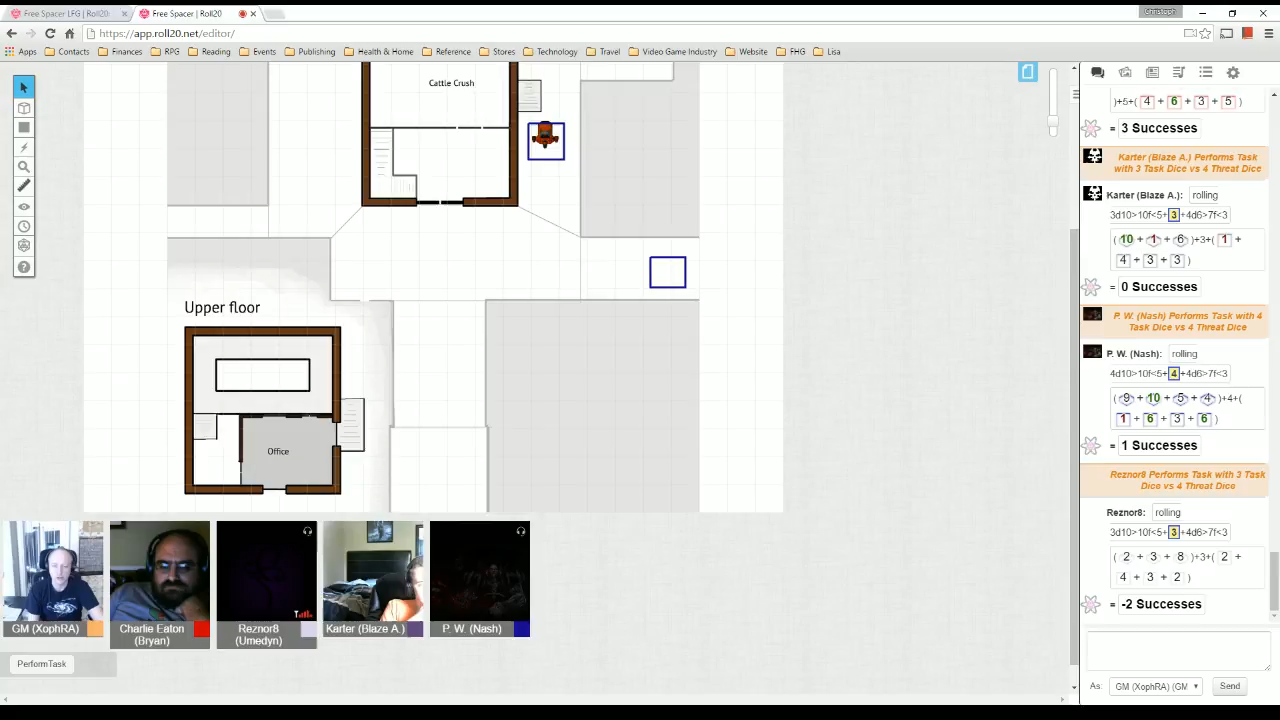 Free Spacer LFG | Roll20
Free Spacer | Roll20
Christoph
https://app.roll20.net/editor/
Apps
Contacts
Finances
RPG
Reading
Events
Publishing
Health & Home
Reference
Stores
Technology
Travel
Video Game Industry
Website
FHG
Lisa
Cattle Crush
Upper floor
Office
GM (XophRA)
Charlie Eaton
(Bryan)
Reznor8
(Umedyn)
Karter (Blaze A.)
P. W. (Nash)
PerformTask
)+5+( 4 + 6 + 3 + 5 )
= 3 Successes
Karter (Blaze A.) Performs Task
with 3 Task Dice vs 4 Threat Dice
Karter (Blaze A.): rolling
3d10>10f<5+3+4d6>7f<3
( 10 + 1 + 6 )+3+( 1 +
4 + 3 + 3 )
= 0 Successes
P. W. (Nash) Performs Task with 4
Task Dice vs 4 Threat Dice
P. W. (Nash): rolling
4d10>10f<5+4+4d6>7f<3
( 9 + 10 + 5 + 4 )+4+(
1 + 6 + 3 + 6 )
= 1 Successes
Reznor8 Performs Task with 3 Task
Dice vs 4 Threat Dice
Reznor8: rolling
3d10>10f<5+3+4d6>7f<3
( 2 + 3 + 8 )+3+( 2 +
4 + 3 + 2 )
= -2 Successes
As: GM (XophRA) (GM Send